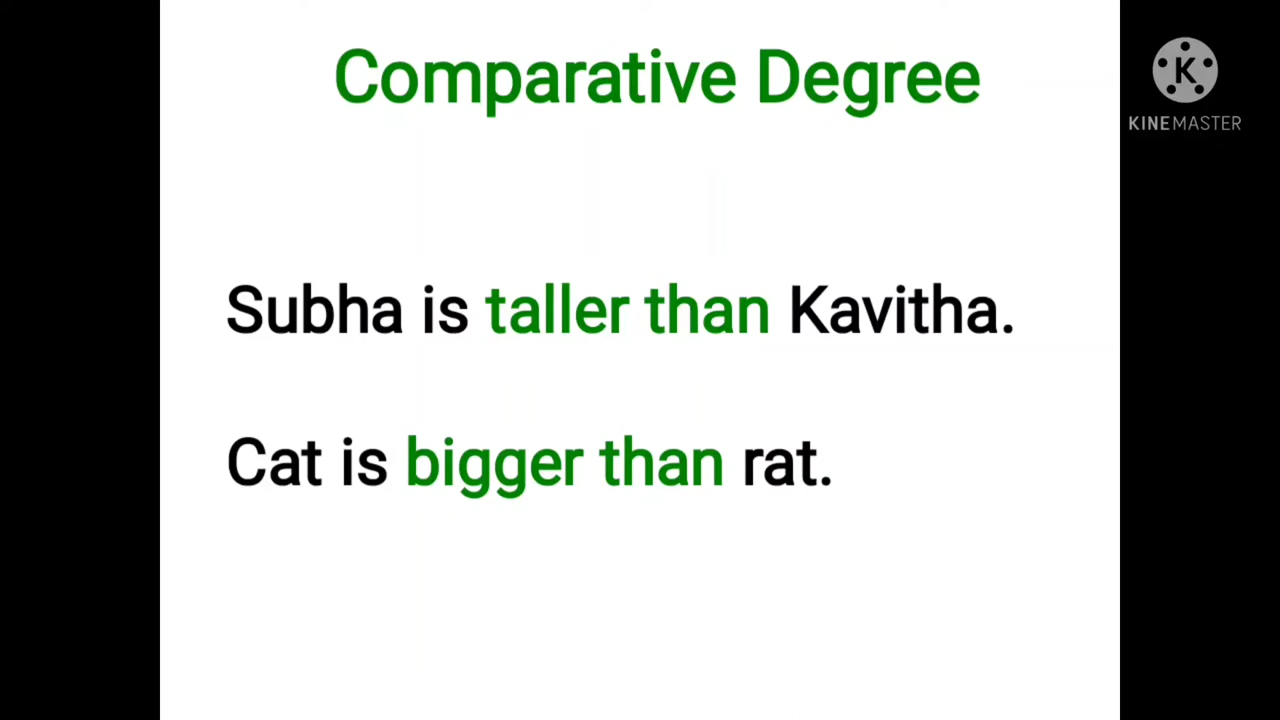 Comparative Degree
K
KINEMASTER
Subha is taller than Kavitha.
Cat is bigger than rat.